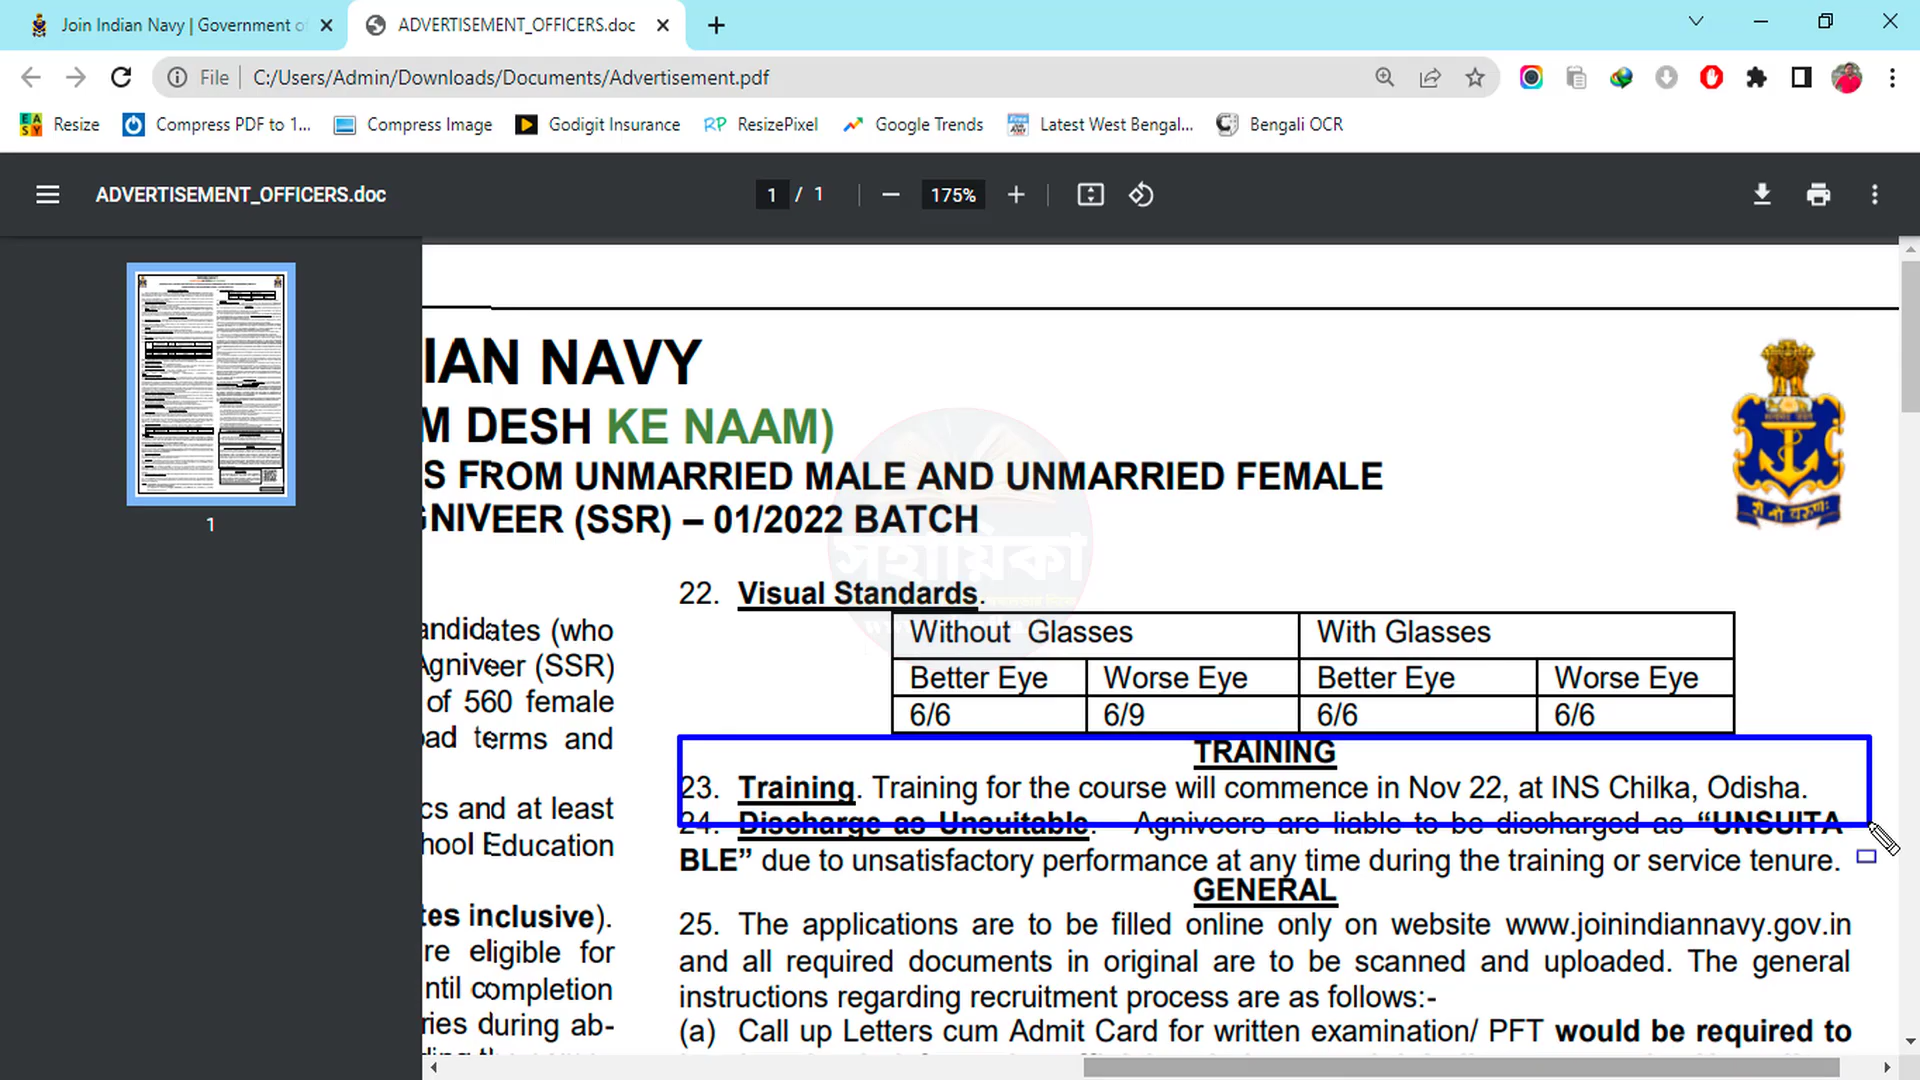 Join Indian Navy | Government o
ADVERTISEMENT_OFFICERS.doc
File
C:/Users/Admin/Downloads/Documents/Advertisement.pdf
Resize
Compress PDF to 1...
Compress Image
Godigit Insurance
RP ResizePixel
Google Trends
Latest West Bengal...
Bengali OCR
ADVERTISEMENT_OFFICERS.doc
1 / 1
175%
1
IAN NAVY
M DESH KE NAAM)
S FROM UNMARRIED MALE AND UNMARRIED FEMALE
GNIVEER (SSR) – 01/2022 BATCH
সহায়িকা
andidates (who
Agniveer (SSR)
of 560 female
oad terms and
cs and at least
hool Education
tes inclusive).
re eligible for
ntil completion
ries during ab-
22. Visual Standards.
Without Glasses With Glasses
Better Eye Worse Eye Better Eye Worse Eye
6/6 6/9 6/6 6/6
TRAINING
23. Training. Training for the course will commence in Nov 22, at INS Chilka, Odisha.
24. Discharge as Unsuitable. Agniveers are liable to be discharged as “UNSUITA
BLE” due to unsatisfactory performance at any time during the training or service tenure.
GENERAL
25. The applications are to be filled online only on website www.joinindiannavy.gov.in
and all required documents in original are to be scanned and uploaded. The general
instructions regarding recruitment process are as follows:-
(a) Call up Letters cum Admit Card for written examination/ PFT would be required to